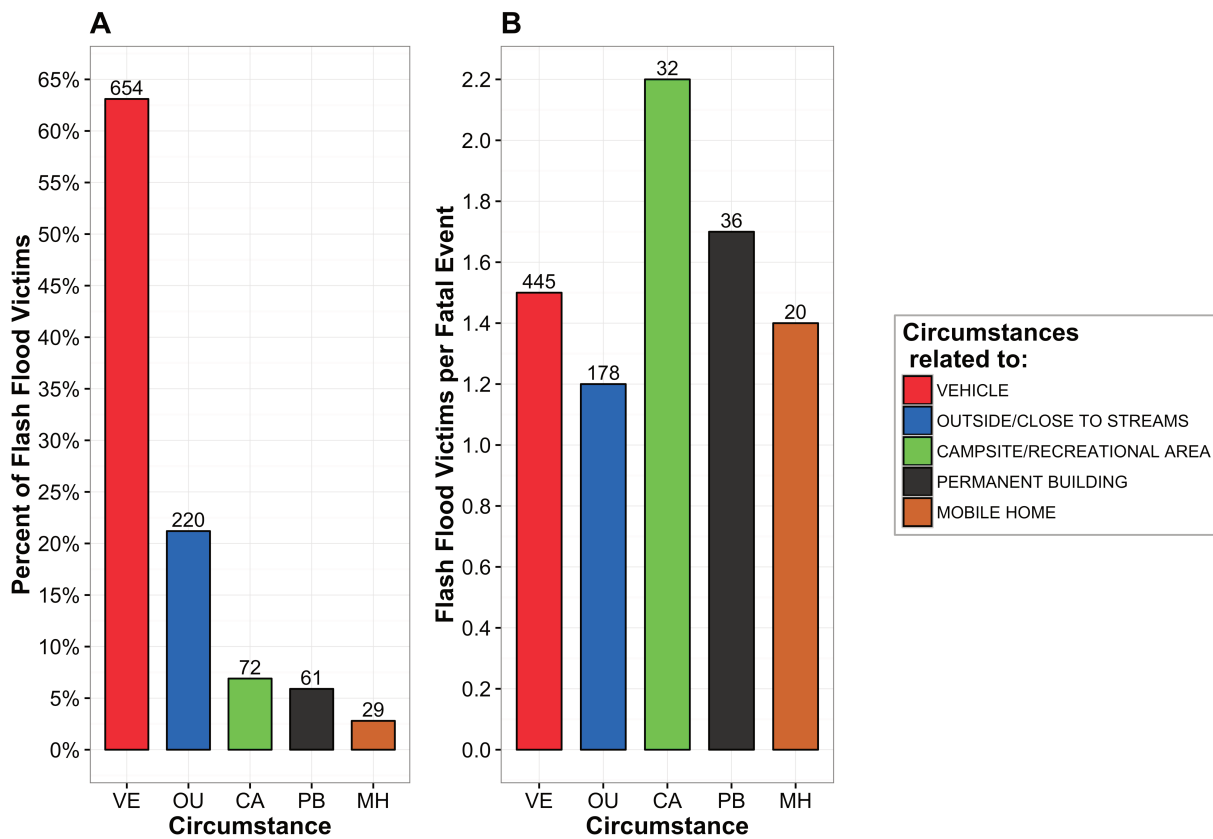 A
B
Percent of Flash Flood Victims
65%
60%
55%
50%
45%
40%
35%
30%
25%
20%
15%
10%
5%
0%
654
220
72
61
29
VE OU CA PB MH
Circumstance
Flash Flood Victims per Fatal Event
2.2
2.0
1.8
1.6
1.4
1.2
1.0
0.8
0.6
0.4
0.2
0.0
445
178
32
36
20
VE OU CA PB MH
Circumstance
Circumstances
related to:
VEHICLE
OUTSIDE/CLOSE TO STREAMS
CAMPSITE/RECREATIONAL AREA
PERMANENT BUILDING
MOBILE HOME